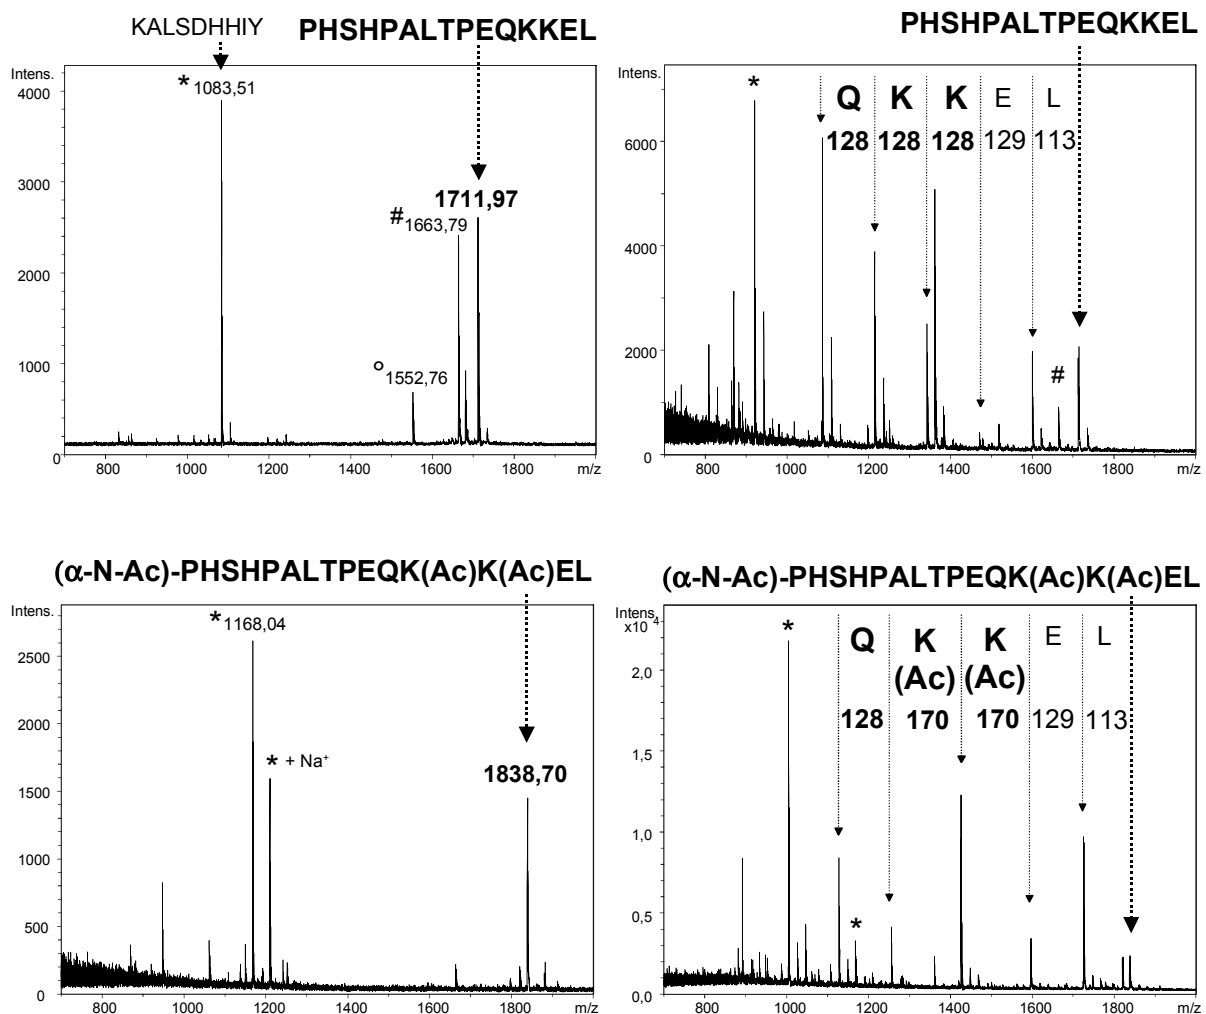 KALSDHHIY PHSHPALTPEQKKEL
Intens.
* 1083,51
4000
3000
2000
1000
0
1711,97
# 1663,79
° 1552,76
700 800 1000 1200 1400 1600 1800 m/z
PHSHPALTPEQKKEL
Intens.
* Q K K E L
128 128 128 129 113
6000
4000
2000
0
#
800 1000 1200 1400 1600 1800 m/z
(α-N-Ac)-PHSHPALTPEQK(Ac)K(Ac)EL
Intens.
* 1168,04
2500
2000
1500
1000
500
0
* + Na⁺
1838,70
800 1000 1200 1400 1600 1800 m/z
(α-N-Ac)-PHSHPALTPEQK(Ac)K(Ac)EL
Intens.
x10 4
* Q K K E L
(Ac) (Ac)
128 170 170 129 113
2,0
1,5
1,0
0,5
0,0
*
800 1000 1200 1400 1600 1800 m/z